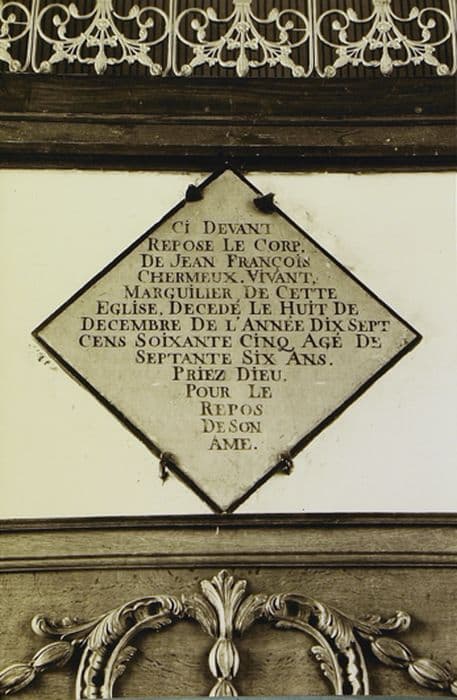 CI DEVANT
REPOSE LE CORP.
DE JEAN FRANÇOIS
CHERMEUX. VIVANT,
MARGUILIER DE CETTE
EGLISE, DECEDÉ LE HUIT DE
DECEMBRE DE L'ANNÉE DIX SEPT
CENS SOIXANTE CINQ AGÉ DE
SEPTANTE SIX ANS.
PRIEZ DIEU.
POUR LE
REPOS
DE SON
AME.